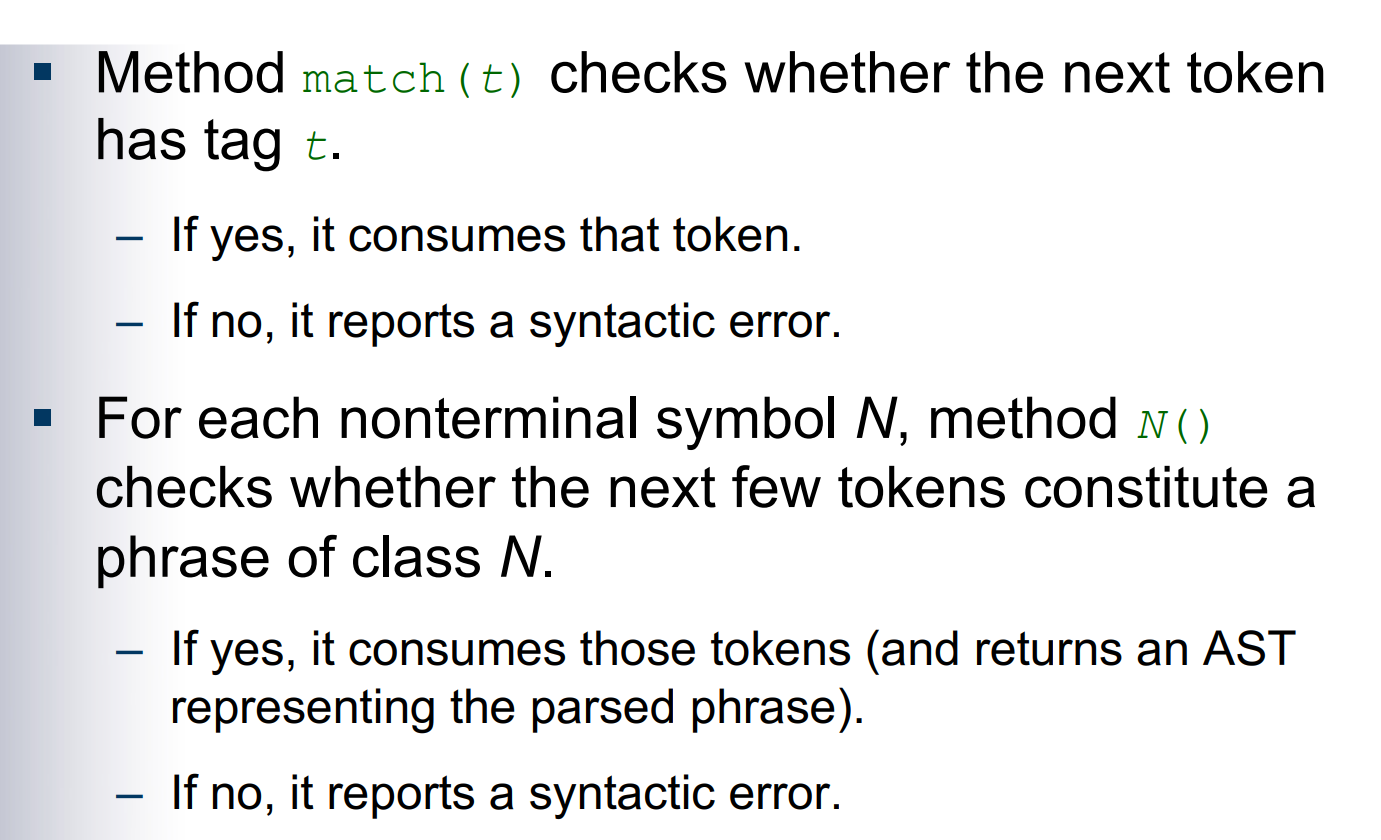 ▪ Method match(t) checks whether the next token
has tag t.
– If yes, it consumes that token.
– If no, it reports a syntactic error.
▪ For each nonterminal symbol N, method N()
checks whether the next few tokens constitute a
phrase of class N.
– If yes, it consumes those tokens (and returns an AST
representing the parsed phrase).
– If no, it reports a syntactic error.